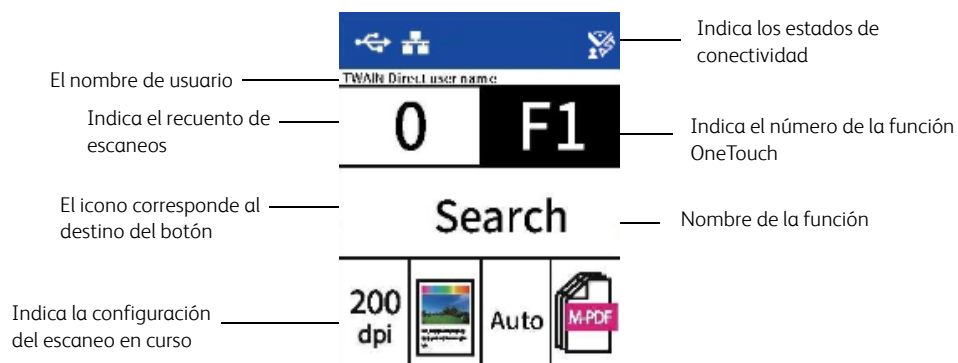 Indica los estados de
conectividad
El nombre de usuario
TWAIN Direct user name
Indica el recuento de
escaneos
0
F1
Indica el número de la función
OneTouch
El icono corresponde al
destino del botón
Search
Nombre de la función
Indica la configuración
del escaneo en curso
200
dpi
Auto
M-PDF